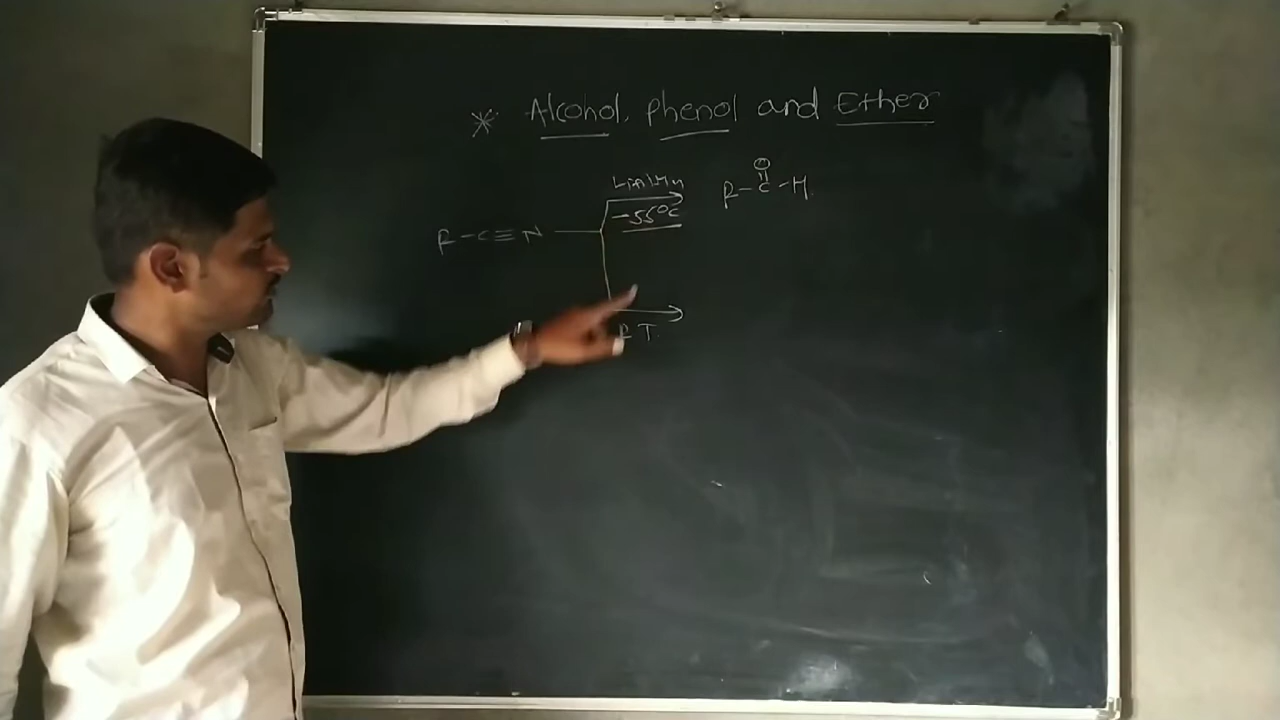 * Alcohol, phenol and Ether
LiAlH4
O
R-C-H
-55°C
R-C≡N
R T.